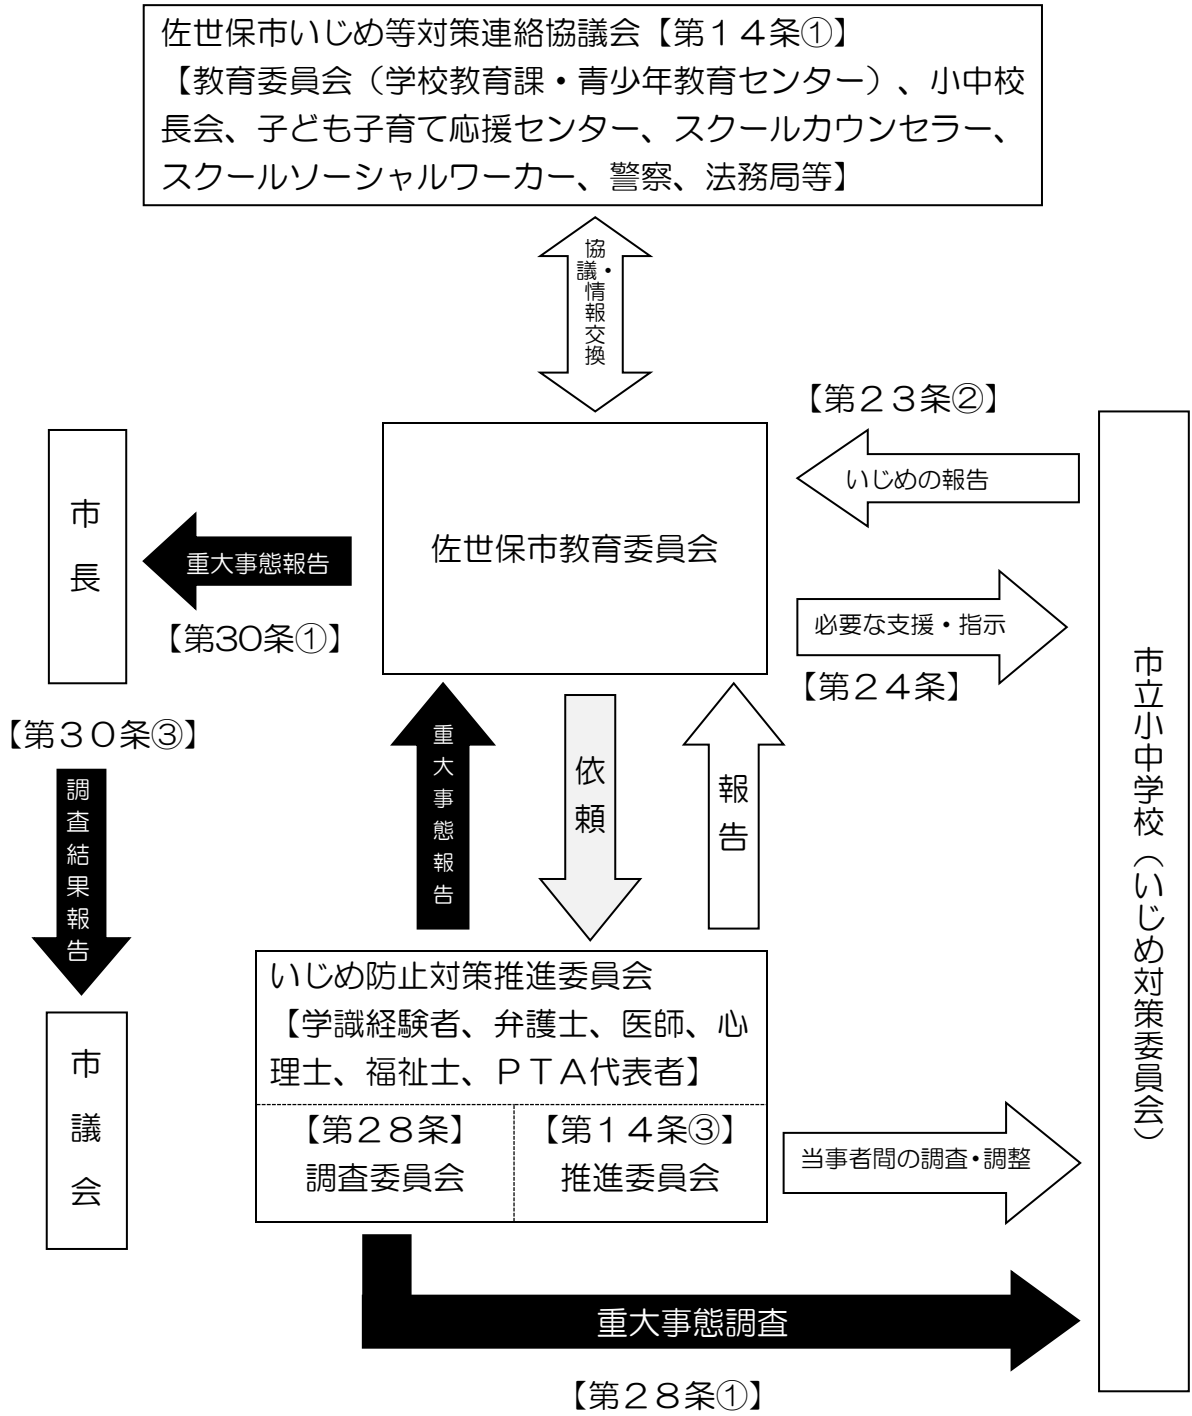 佐世保市いじめ等対策連絡協議会【第１４条①】
【教育委員会（学校教育課・青少年教育センター）、小中校
長会、子ども子育て応援センター、スクールカウンセラー、
スクールソーシャルワーカー、警察、法務局等】
協議・情報交換
【第２３条②】
いじめの報告
市長
重大事態報告
【第30条①】
佐世保市教育委員会
必要な支援・指示
【第２４条】
市立小中学校（いじめ対策委員会）
【第３０条③】
調査結果報告
重大事態報告
依頼
報告
市議会
いじめ防止対策推進委員会
【学識経験者、弁護士、医師、心
理士、福祉士、ＰＴＡ代表者】
【第２８条】
調査委員会
【第１４条③】
推進委員会
当事者間の調査・調整
重大事態調査
【第２８条①】